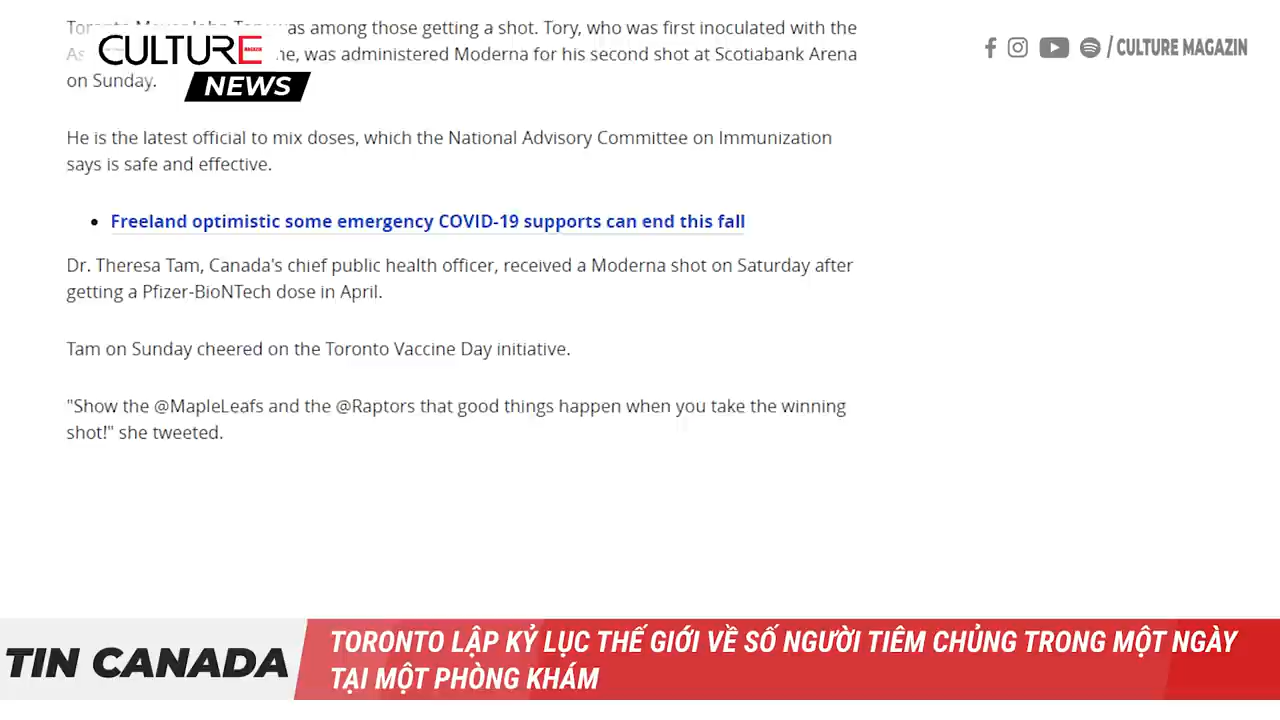 as among those getting a shot. Tory, who was first inoculated with the
CULTURE MAGAZIN
NEWS
/ CULTURE MAGAZIN
was administered Moderna for his second shot at Scotiabank Arena
on Sunday.
He is the latest official to mix doses, which the National Advisory Committee on Immunization
says is safe and effective.
• Freeland optimistic some emergency COVID-19 supports can end this fall
Dr. Theresa Tam, Canada's chief public health officer, received a Moderna shot on Saturday after
getting a Pfizer-BioNTech dose in April.
Tam on Sunday cheered on the Toronto Vaccine Day initiative.
"Show the @MapleLeafs and the @Raptors that good things happen when you take the winning
shot!" she tweeted.
TIN CANADA
TORONTO LẬP KỶ LỤC THẾ GIỚI VỀ SỐ NGƯỜI TIÊM CHỦNG TRONG MỘT NGÀY
TẠI MỘT PHÒNG KHÁM